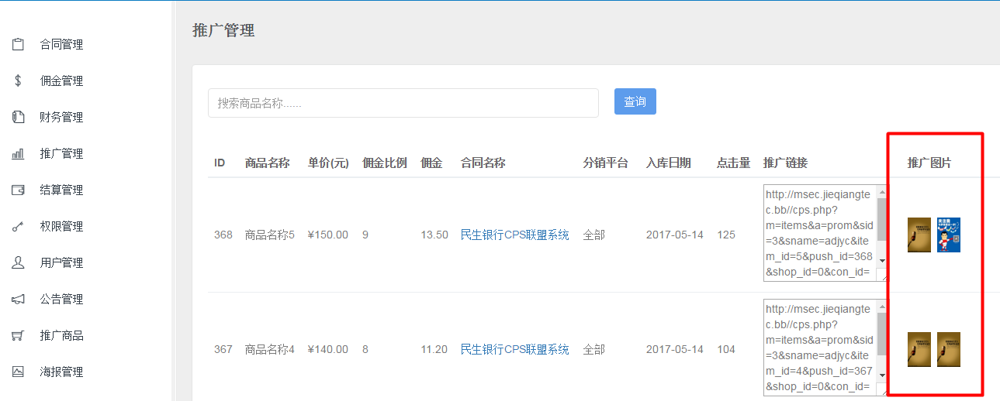 合同管理
佣金管理
财务管理
推广管理
结算管理
权限管理
用户管理
公告管理
推广商品
海报管理
推广管理
搜索商品名称......
查询
ID 商品名称 单价(元) 佣金比例 佣金 合同名称 分销平台 入库日期 点击量 推广链接 推广图片
368 商品名称5 ¥150.00 9 13.50 民生银行CPS联盟系统 全部 2017-05-14 125
http://msec.jieqiangte
c.bb//cps.php?
m=items&a=prom&sid
=3&sname=adjyc&ite
m_id=5&push_id=368
&shop_id=0&con_id=
367 商品名称4 ¥140.00 8 11.20 民生银行CPS联盟系统 全部 2017-05-14 104
http://msec.jieqiangte
c.bb//cps.php?
m=items&a=prom&sid
=3&sname=adjyc&ite
m_id=4&push_id=367
&shop_id=0&con_id=